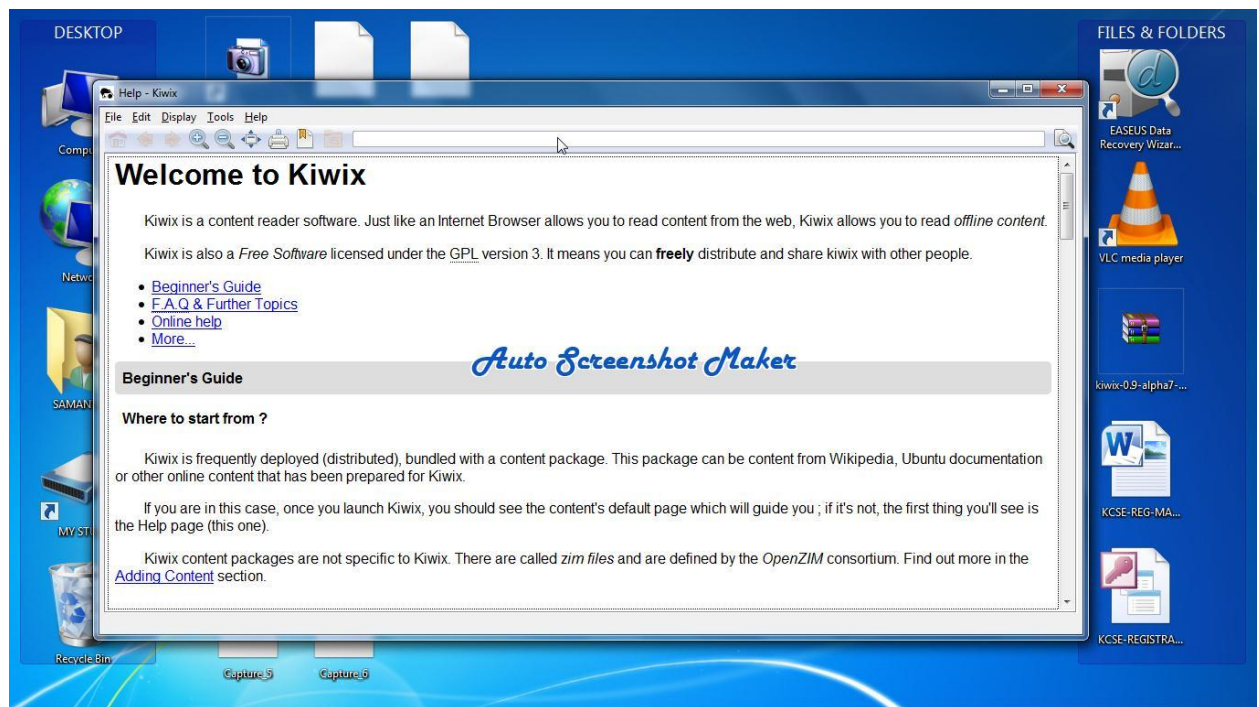 DESKTOP
FILES & FOLDERS
Help - Kiwix
File Edit Display Tools Help
Welcome to Kiwix
Kiwix is a content reader software. Just like an Internet Browser allows you to read content from the web, Kiwix allows you to read offline content.
Kiwix is also a Free Software licensed under the GPL version 3. It means you can freely distribute and share kiwix with other people.
Beginner's Guide
F.A.Q & Further Topics
Online help
More...
Auto Screenshot Maker
Beginner's Guide
Where to start from ?
Kiwix is frequently deployed (distributed), bundled with a content package. This package can be content from Wikipedia, Ubuntu documentation
or other online content that has been prepared for Kiwix.
If you are in this case, once you launch Kiwix, you should see the content's default page which will guide you ; if it's not, the first thing you'll see is
the Help page (this one).
Kiwix content packages are not specific to Kiwix. There are called zim files and are defined by the OpenZIM consortium. Find out more in the
Adding Content section.
Recycle Bin
Capture_5
Capture_6
EASEUS Data
Recovery Wizar...
VLC media player
kiwix-0.9-alpha7-...
KCSE-REG-MA...
KCSE-REGISTRA...